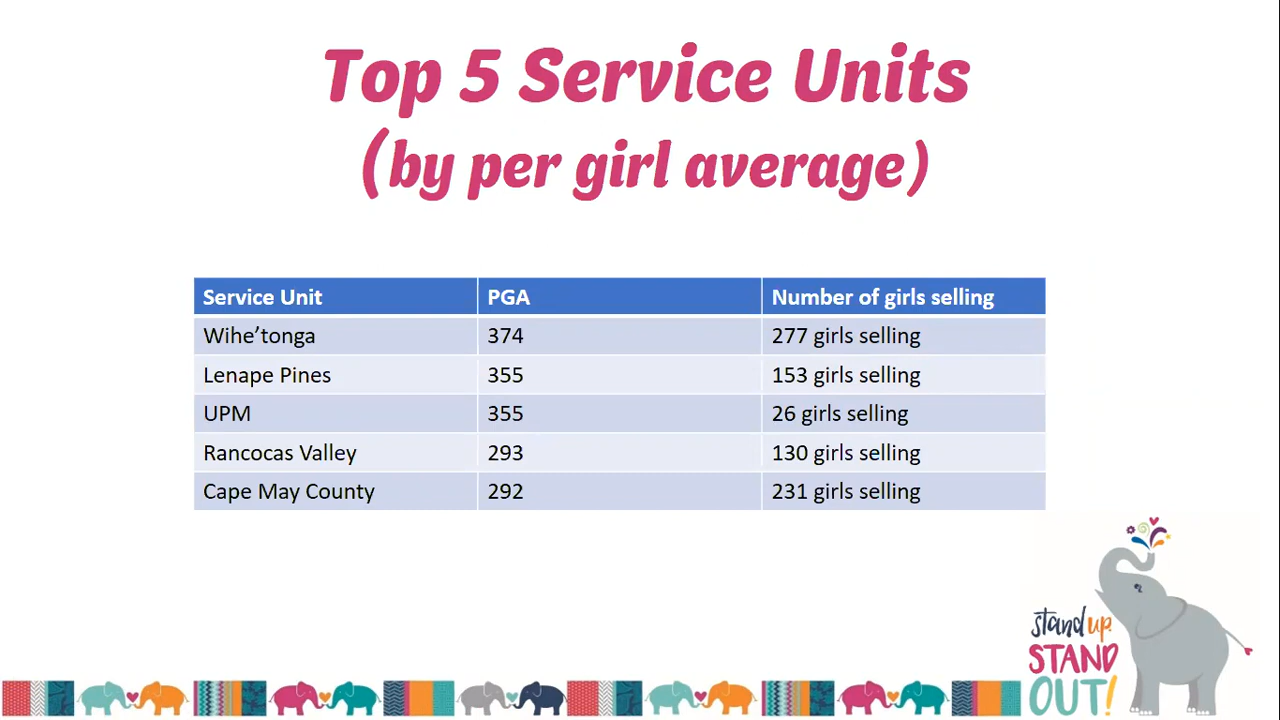 Top 5 Service Units
(by per girl average)
Service Unit PGA Number of girls selling
Wihe’tonga 374 277 girls selling
Lenape Pines 355 153 girls selling
UPM 355 26 girls selling
Rancocas Valley 293 130 girls selling
Cape May County 292 231 girls selling
stand up
STAND
OUT!